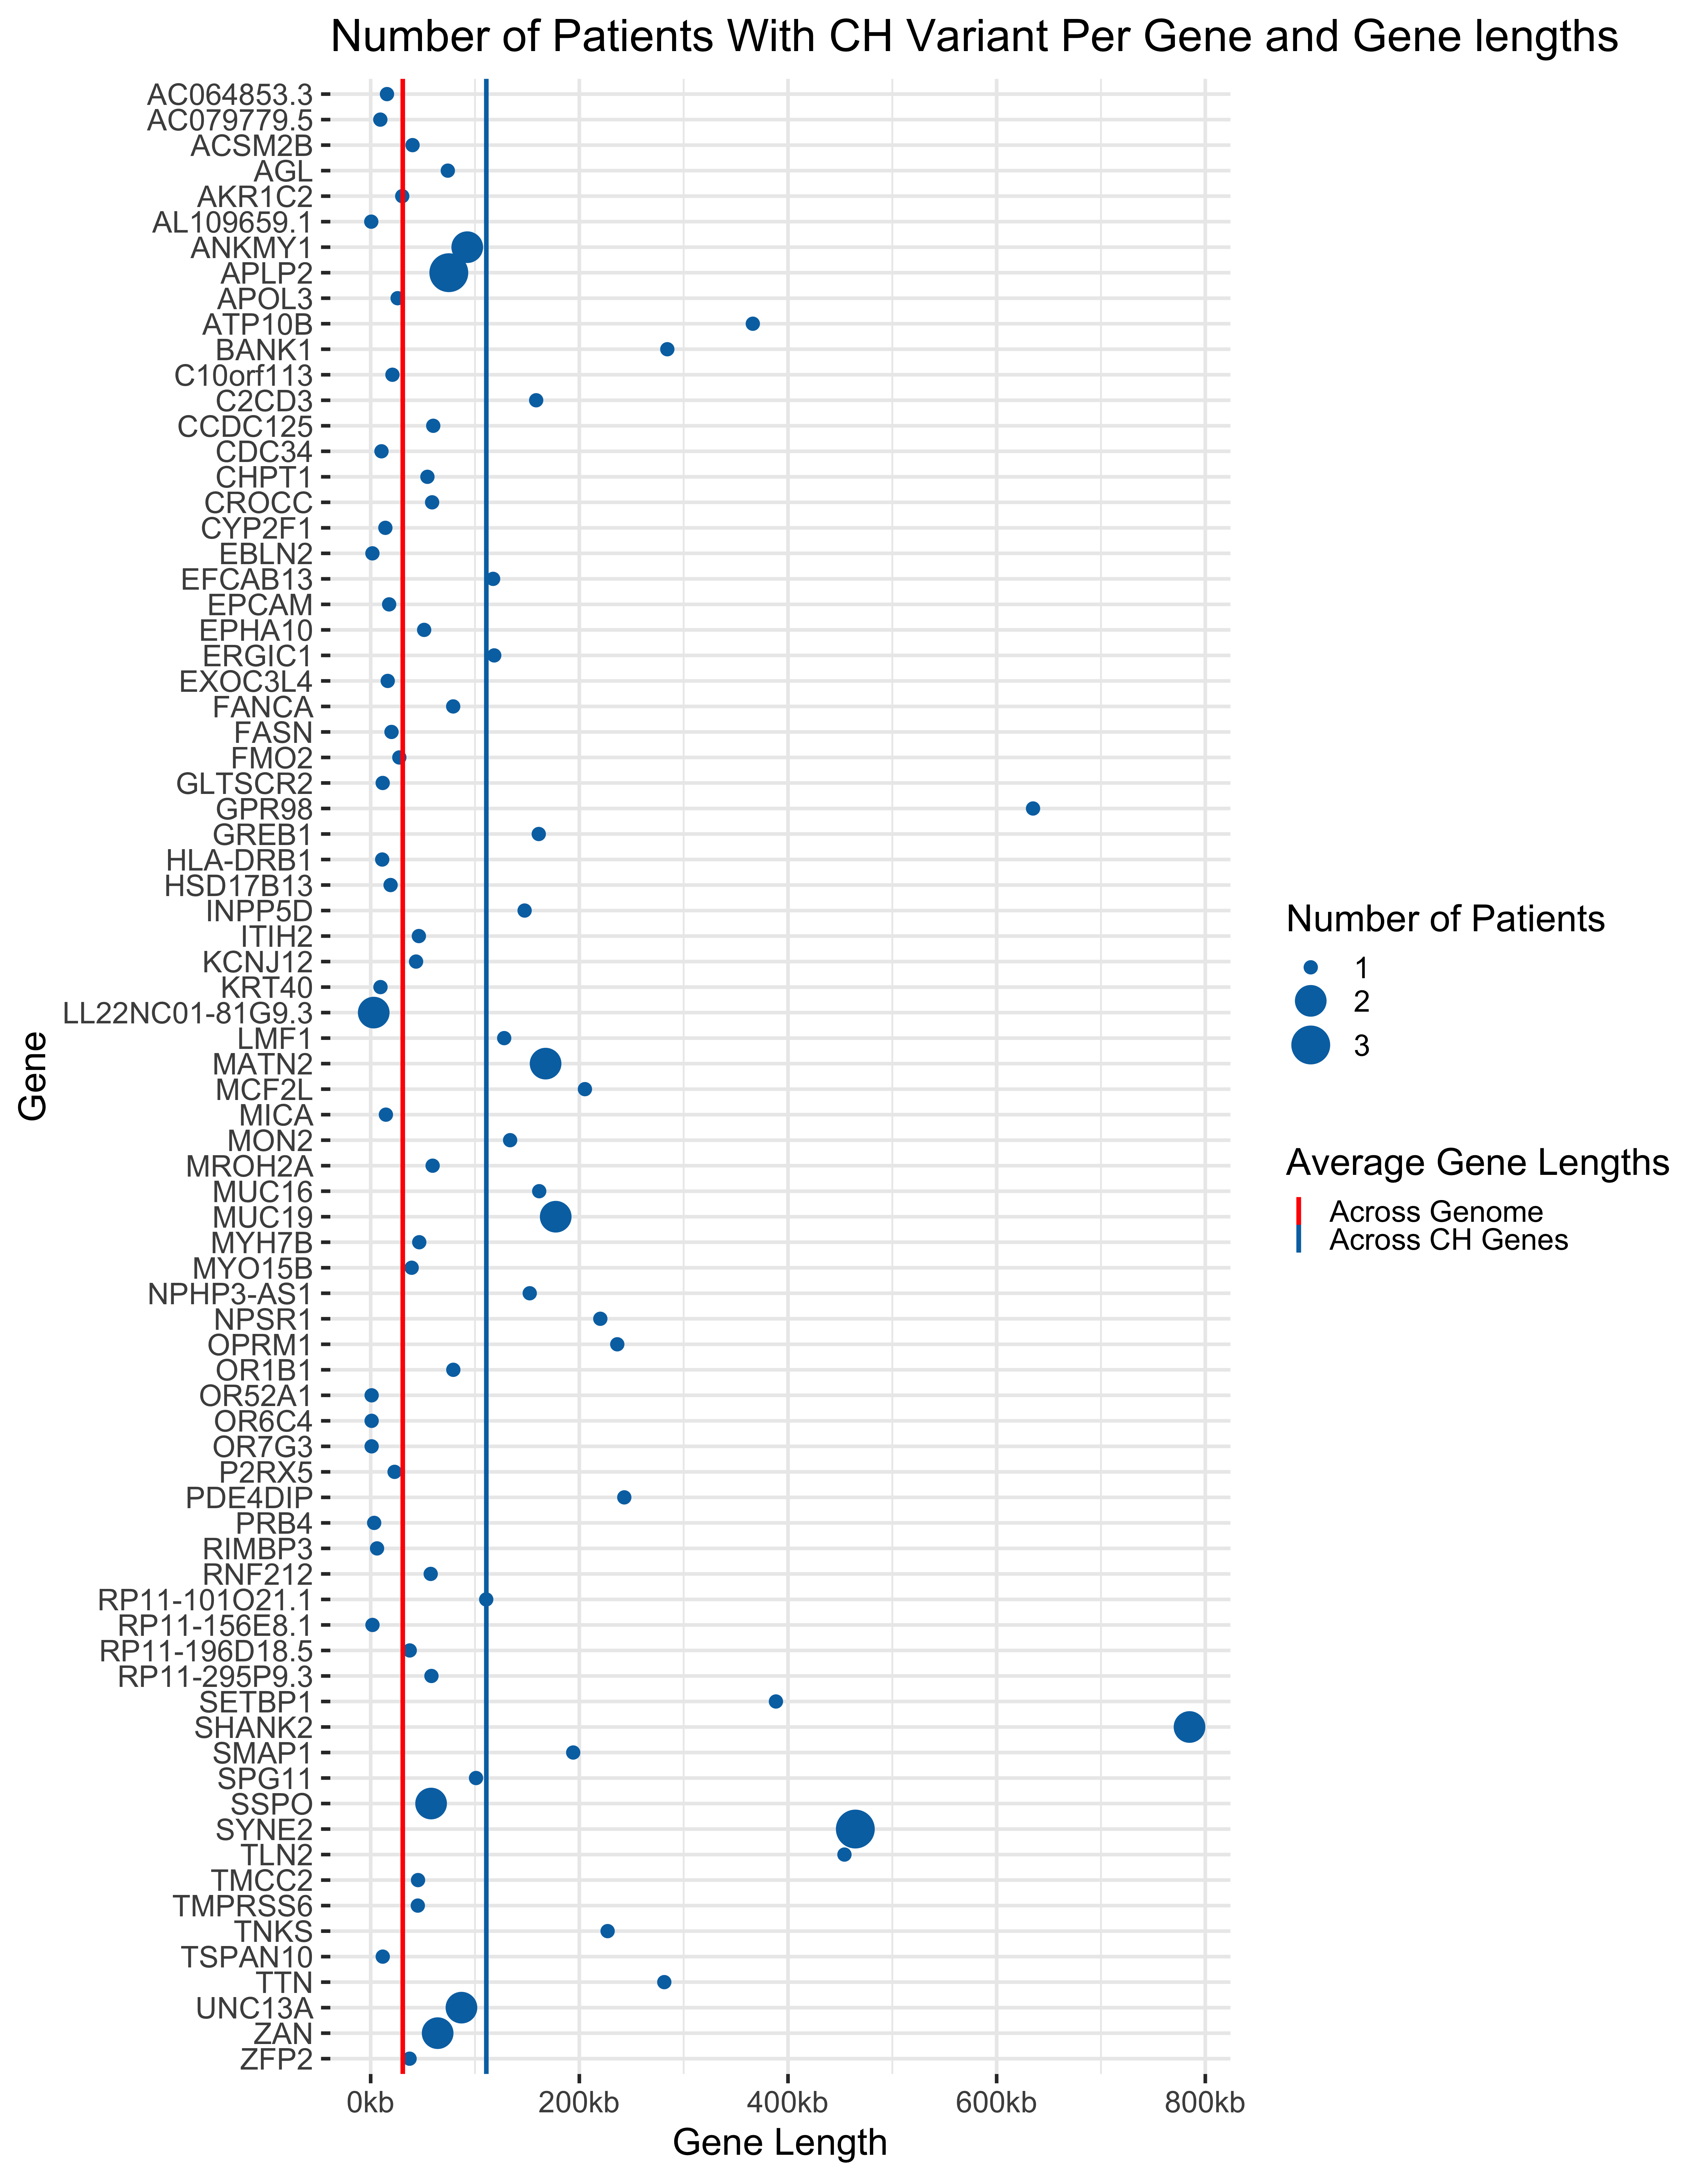 Number of Patients With CH Variant Per Gene and Gene lengths
AC064853.3
AC079779.5
ACSM2B
AGL
AKR1C2
AL109659.1
ANKMY1
APLP2
APOL3
ATP10B
BANK1
C10orf113
C2CD3
CCDC125
CDC34
CHPT1
CROCC
CYP2F1
EBLN2
EFCAB13
EPCAM
EPHA10
ERGIC1
EXOC3L4
FANCA
FASN
FMO2
GLTSCR2
GPR98
GREB1
HLA-DRB1
HSD17B13
INPP5D
ITIH2
KCNJ12
KRT40
LL22NC01-81G9.3
LMF1
MATN2
MCF2L
MICA
MON2
MROH2A
MUC16
MUC19
MYH7B
MYO15B
NPHP3-AS1
NPSR1
OPRM1
OR1B1
OR52A1
OR6C4
OR7G3
P2RX5
PDE4DIP
PRB4
RIMBP3
RNF212
RP11-101O21.1
RP11-156E8.1
RP11-196D18.5
RP11-295P9.3
SETBP1
SHANK2
SMAP1
SPG11
SSPO
SYNE2
TLN2
TMCC2
TMPRSS6
TNKS
TSPAN10
TTN
UNC13A
ZAN
ZFP2
Gene
0kb 200kb 400kb 600kb 800kb
Gene Length
Number of Patients
1
2
3
Average Gene Lengths
Across Genome
Across CH Genes